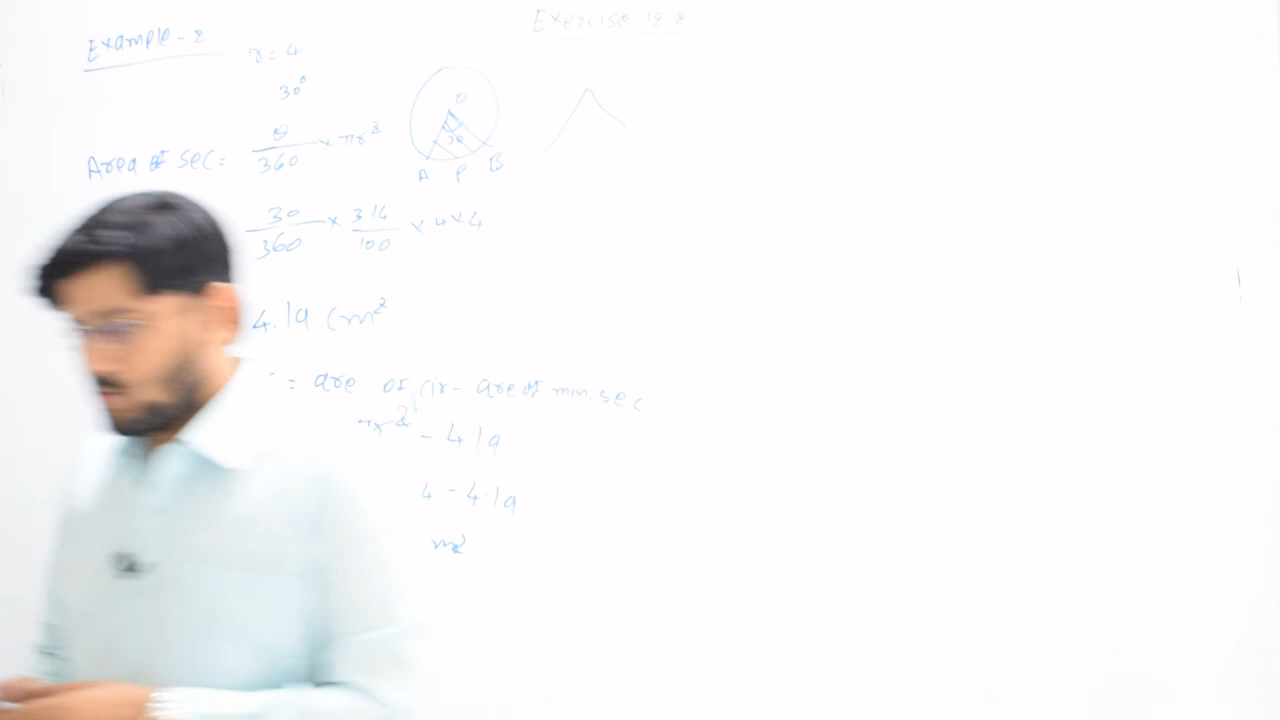 Exercise 12.2
Example - 2
r = 4
30°
Area of sec = θ/360 × πr²
O
30
A P B
30/360 × 314/100 × 4 × 4
4.19 cm²
= are of cir - are of min. sec
πr² - 4.19
4 - 4.19
m²